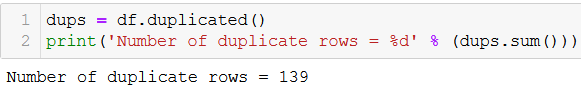 1 dups = df.duplicated()
2 print('Number of duplicate rows = %d' % (dups.sum()))
Number of duplicate rows = 139